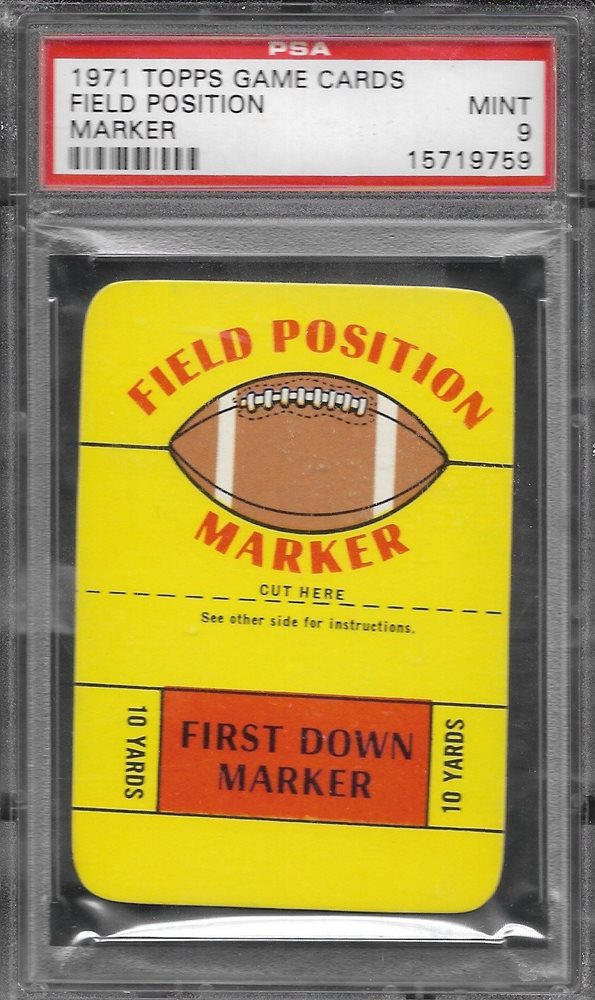 PSA
1971 TOPPS GAME CARDS
FIELD POSITION MINT
MARKER 9
15719759
FIELD POSITION
MARKER
CUT HERE
See other side for instructions.
10 YARDS
FIRST DOWN
MARKER
10 YARDS